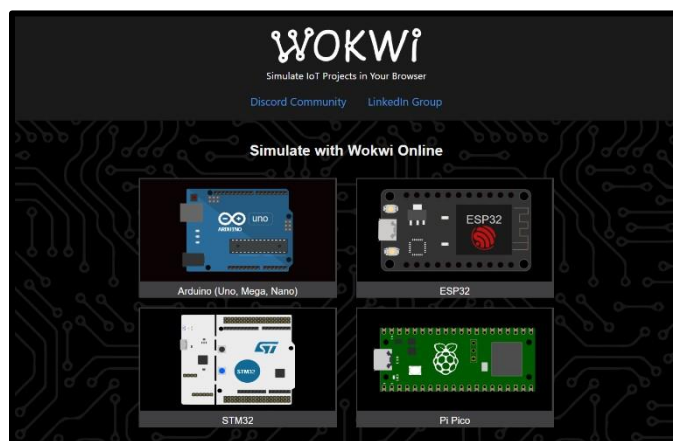 WOKWi
Simulate IoT Projects in Your Browser
Discord Community LinkedIn Group
Simulate with Wokwi Online
uno
ARDUINO
Arduino (Uno, Mega, Nano)
ESP32
ESP32
ST
STM32
STM32
Pi Pico